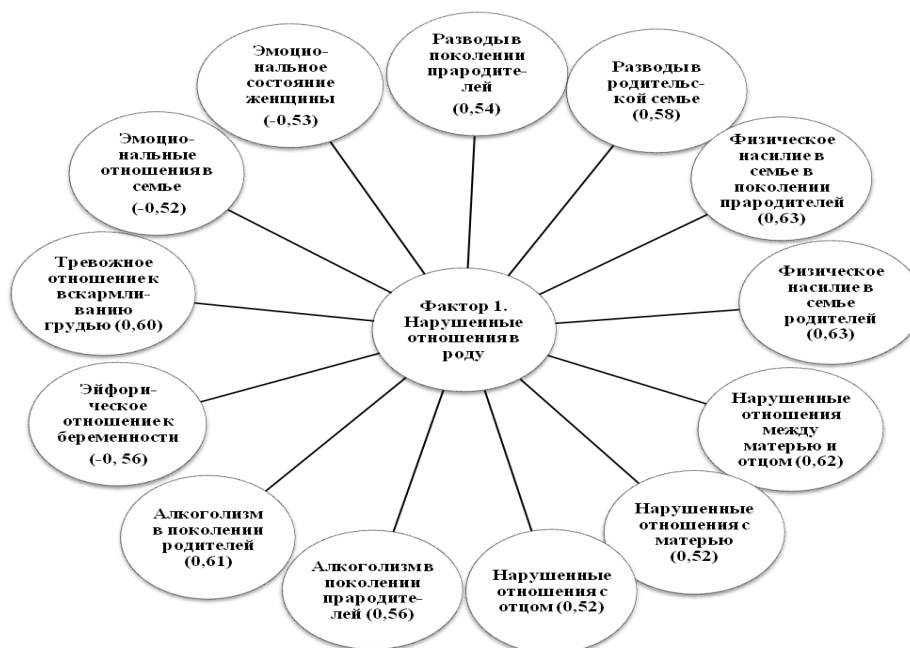 Эмоцио-
нальное
состояние
женщины
(-0,53)
Разводы в
поколении
прародите-
лей
(0,54)
Разводы в
родительс-
кой семье
(0,58)
Физическое
насилие в
семье в
поколении
прародителей
(0,63)
Физическое
насилие в
семье
родителей
(0,63)
Нарушенные
отношения
между
матерью и
отцом (0,62)
Нарушенные
отношения с
матерью
(0,52)
Нарушенные
отношения с
отцом (0,52)
Алкоголизм в
поколении
прародите-
лей (0,56)
Алкоголизм
в поколении
родителей
(0,61)
Эйфори-
ческое
отношение к
беременности
(-0, 56)
Тревожное
отношение к
вскармли-
ванию
грудью (0,60)
Эмоцио-
нальные
отношения в
семье
(-0,52)
Фактор 1.
Нарушенные
отношения в
роду